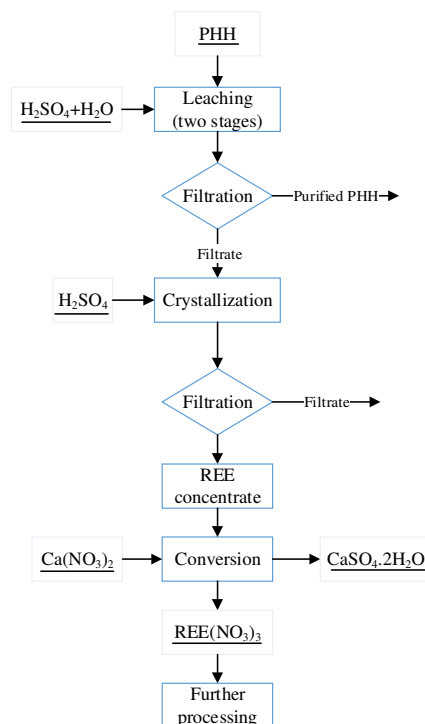 PHH
H₂SO₄+H₂O
Leaching
(two stages)
Filtration
Purified PHH
Filtrate
H₂SO₄
Crystallization
Filtration
Filtrate
REE
concentrate
Ca(NO₃)₂
Conversion
CaSO₄.2H₂O
REE(NO₃)₃
Further
processing